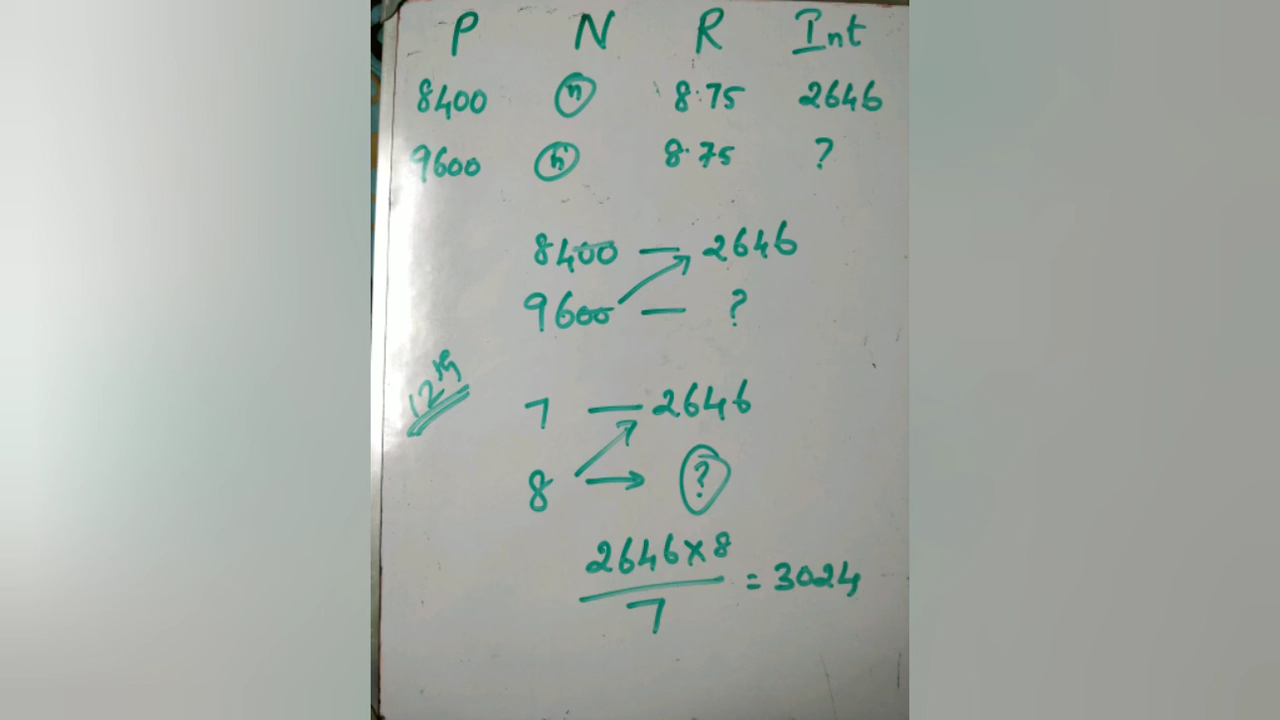 P N R Int
8400 n 8.75 2646
9600 n 8.75 ?
8400 — 2646
9600 — ?
12
7 — 2646
8 → ?
2646×8
7
= 3024